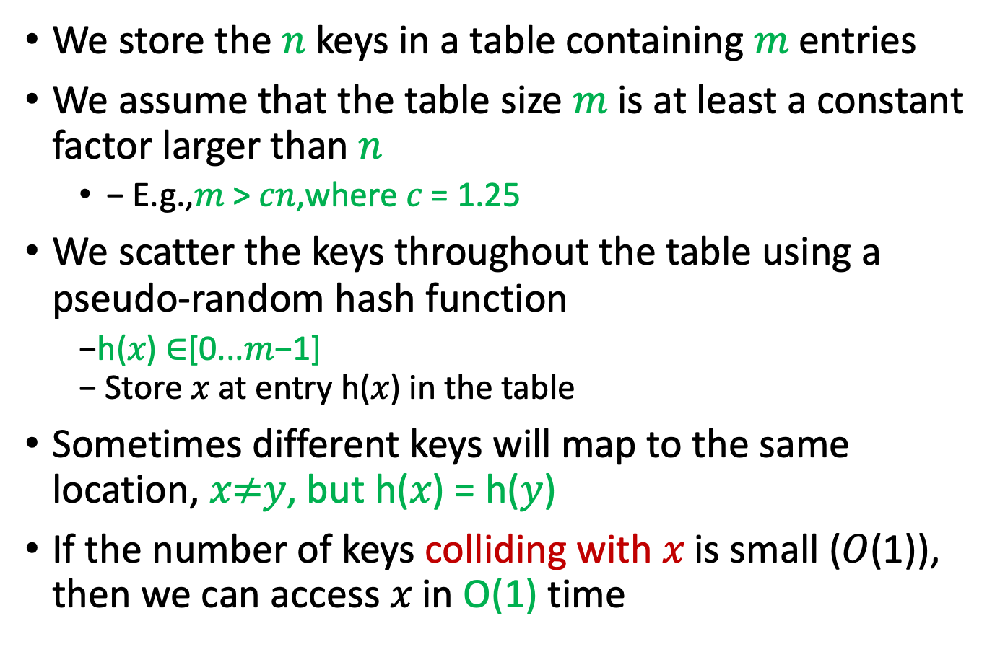 • We store the 𝑛 keys in a table containing 𝑚 entries
• We assume that the table size 𝑚 is at least a constant
factor larger than 𝑛
• – E.g.,𝑚 > 𝑐𝑛,where 𝑐 = 1.25
• We scatter the keys throughout the table using a
pseudo-random hash function
–h(𝑥) ∈[0...𝑚−1]
– Store 𝑥 at entry h(𝑥) in the table
• Sometimes different keys will map to the same
location, 𝑥≠𝑦, but h(𝑥) = h(𝑦)
• If the number of keys colliding with 𝑥 is small (𝑂(1)),
then we can access 𝑥 in O(1) time